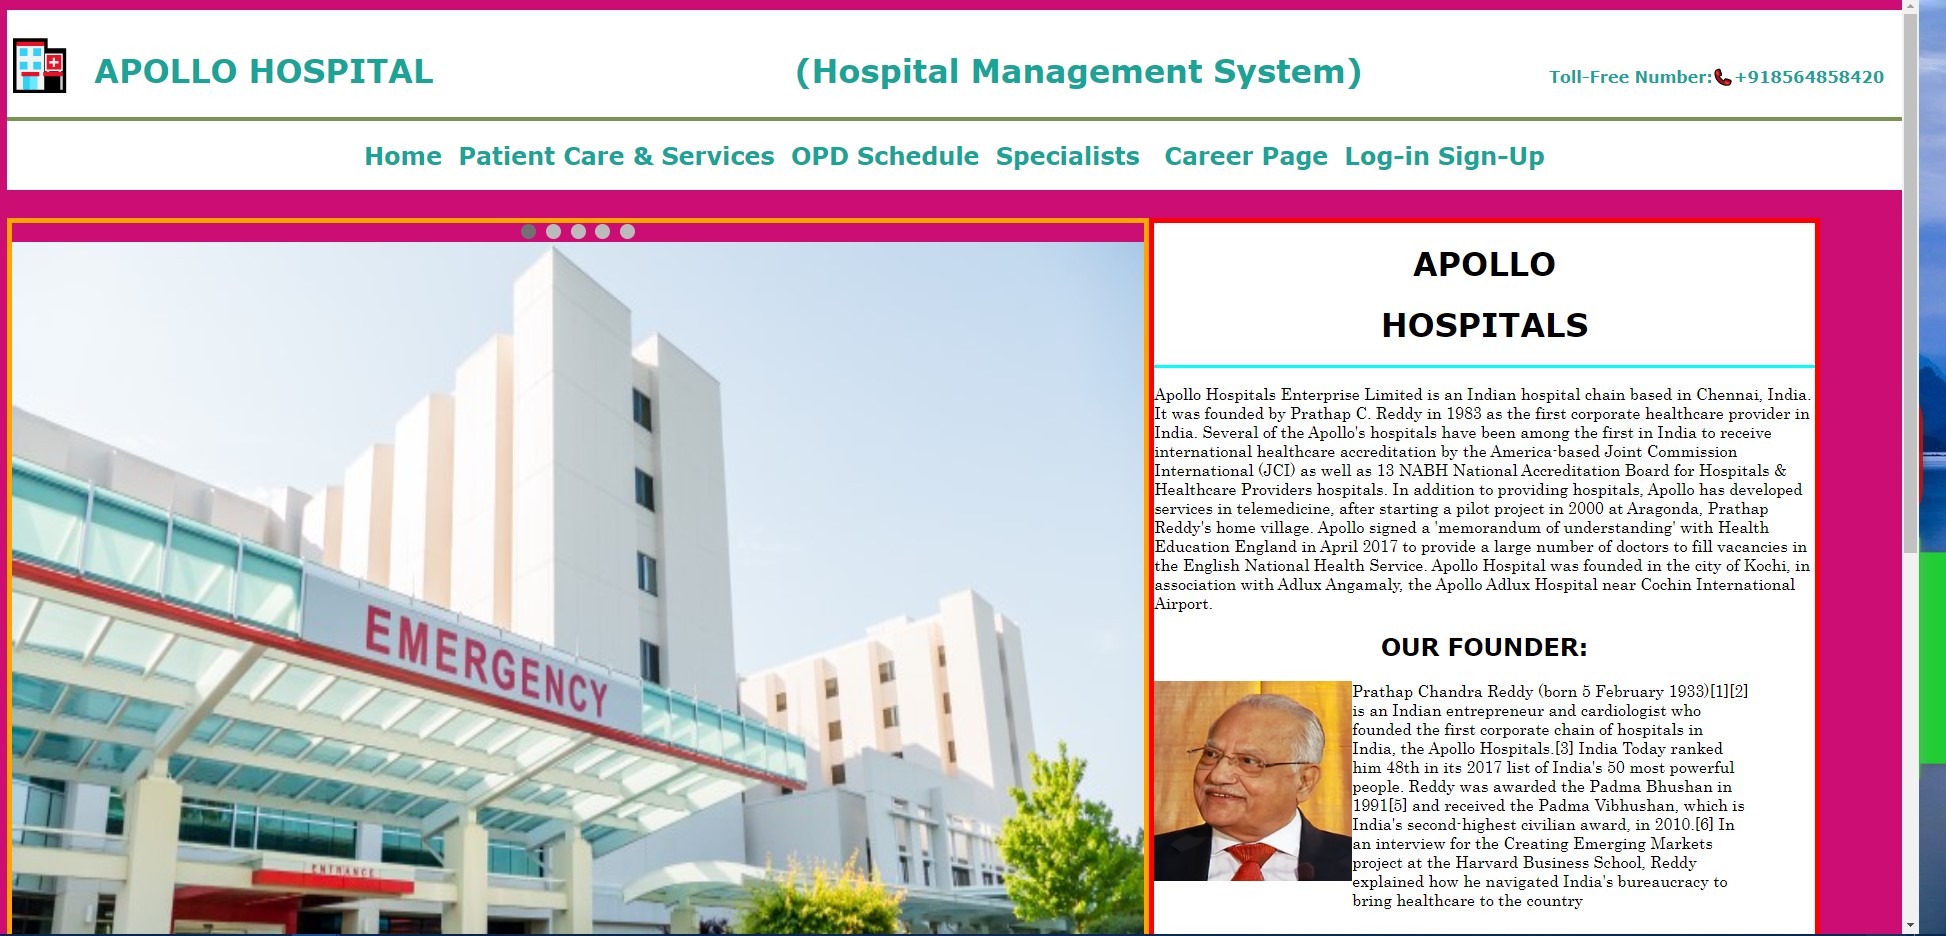 APOLLO HOSPITAL
(Hospital Management System)
Toll-Free Number: +918564858420
Home Patient Care & Services OPD Schedule Specialists Career Page Log-in Sign-Up
EMERGENCY
ENTRANCE
APOLLO
HOSPITALS
Apollo Hospitals Enterprise Limited is an Indian hospital chain based in Chennai, India.
It was founded by Prathap C. Reddy in 1983 as the first corporate healthcare provider in
India. Several of the Apollo's hospitals have been among the first in India to receive
international healthcare accreditation by the America-based Joint Commission
International (JCI) as well as 13 NABH National Accreditation Board for Hospitals &
Healthcare Providers hospitals. In addition to providing hospitals, Apollo has developed
services in telemedicine, after starting a pilot project in 2000 at Aragonda, Prathap
Reddy's home village. Apollo signed a 'memorandum of understanding' with Health
Education England in April 2017 to provide a large number of doctors to fill vacancies in
the English National Health Service. Apollo Hospital was founded in the city of Kochi, in
association with Adlux Angamaly, the Apollo Adlux Hospital near Cochin International
Airport.
OUR FOUNDER:
Prathap Chandra Reddy (born 5 February 1933)[1][2]
is an Indian entrepreneur and cardiologist who
founded the first corporate chain of hospitals in
India, the Apollo Hospitals.[3] India Today ranked
him 48th in its 2017 list of India's 50 most powerful
people. Reddy was awarded the Padma Bhushan in
1991[5] and received the Padma Vibhushan, which is
India's second-highest civilian award, in 2010.[6] In
an interview for the Creating Emerging Markets
project at the Harvard Business School, Reddy
explained how he navigated India's bureaucracy to
bring healthcare to the country